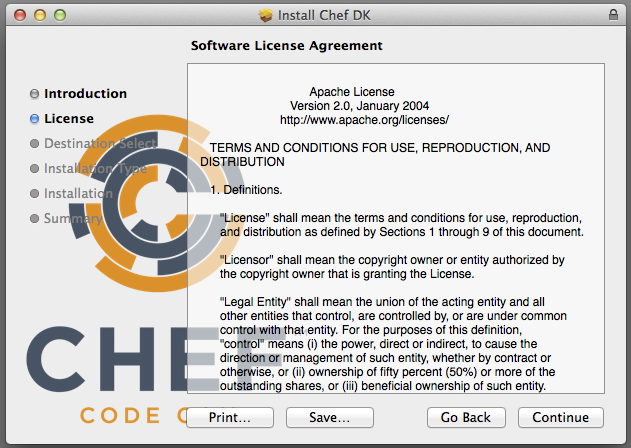 Install Chef DK
Software License Agreement
Introduction
License
Destination Select
Installation Type
Installation
Summary
Apache License
Version 2.0, January 2004
http://www.apache.org/licenses/
TERMS AND CONDITIONS FOR USE, REPRODUCTION, AND
DISTRIBUTION
1. Definitions.
"License" shall mean the terms and conditions for use, reproduction,
and distribution as defined by Sections 1 through 9 of this document.
"Licensor" shall mean the copyright owner or entity authorized by
the copyright owner that is granting the License.
"Legal Entity" shall mean the union of the acting entity and all
other entities that control, are controlled by, or are under common
control with that entity. For the purposes of this definition,
"control" means (i) the power, direct or indirect, to cause the
direction or management of such entity, whether by contract or
otherwise, or (ii) ownership of fifty percent (50%) or more of the
outstanding shares, or (iii) beneficial ownership of such entity.
CHEF
CODE C
Print...
Save...
Go Back
Continue